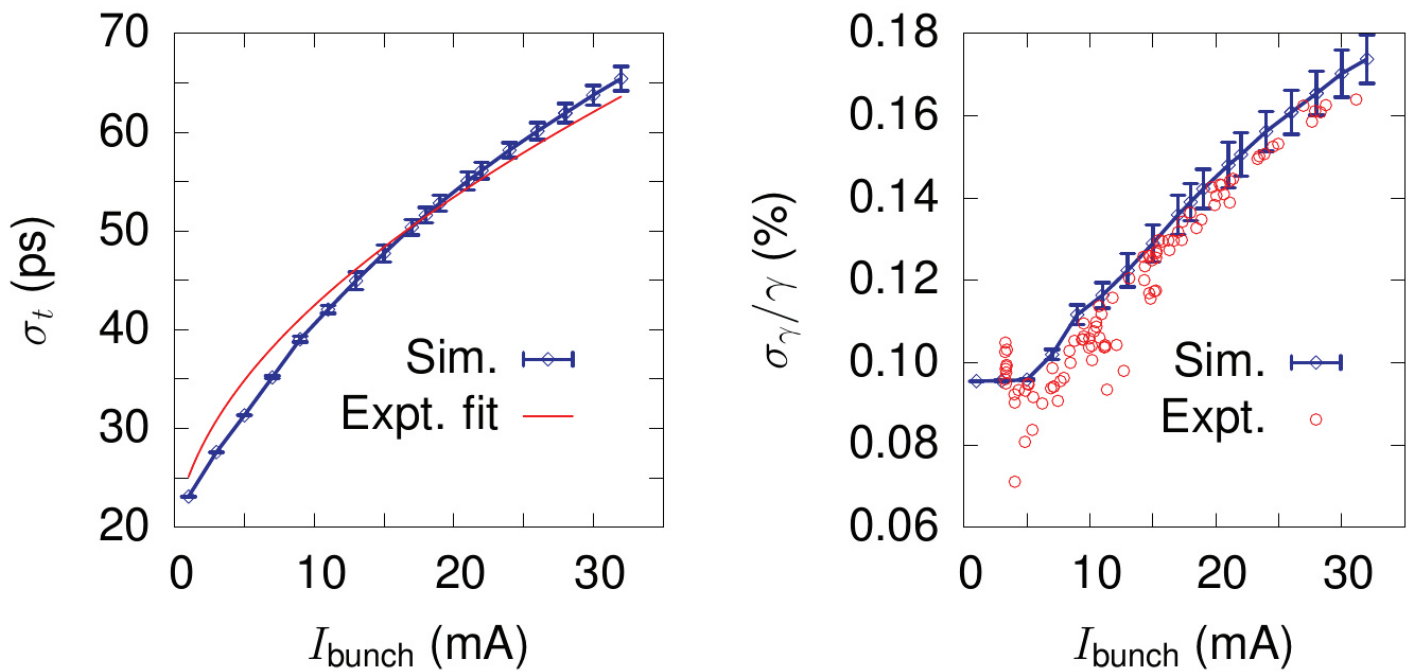 70
60
50
40
30
20
σt (ps)
Sim.
Expt. fit
0 10 20 30
Ibunch (mA)
0.18
0.16
0.14
0.12
0.10
0.08
0.06
σγ/γ (%)
Sim.
Expt.
0 10 20 30
Ibunch (mA)